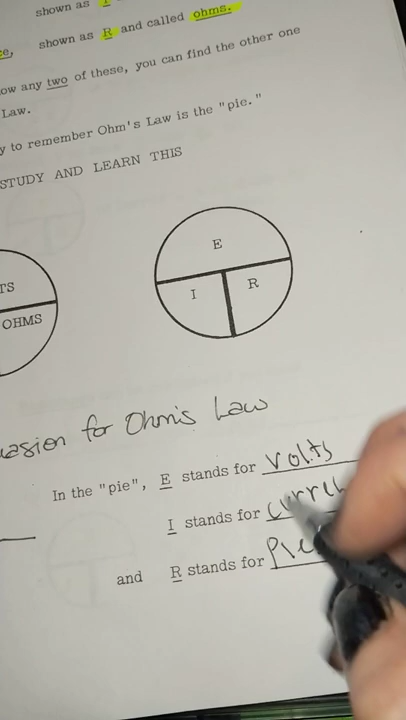 shown as I
ce, shown as R and called ohms.
ow any two of these, you can find the other one
Law.
y to remember Ohm's Law is the "pie."
STUDY AND LEARN THIS
E
TS
I R
OHMS
for Ohm's Law
In the "pie", E stands for volts
I stands for curren
and R stands for